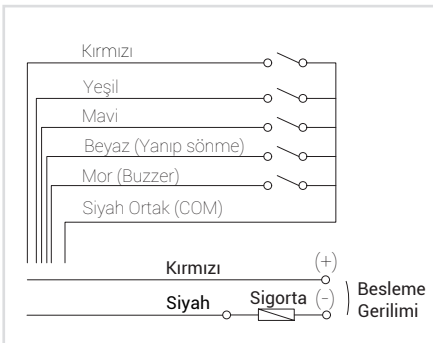 Kırmızı
Yeşil
Mavi
Beyaz (Yanıp sönme)
Mor (Buzzer)
Siyah Ortak (COM)
Kırmızı (+)
Siyah Sigorta (-)
Besleme
Gerilimi